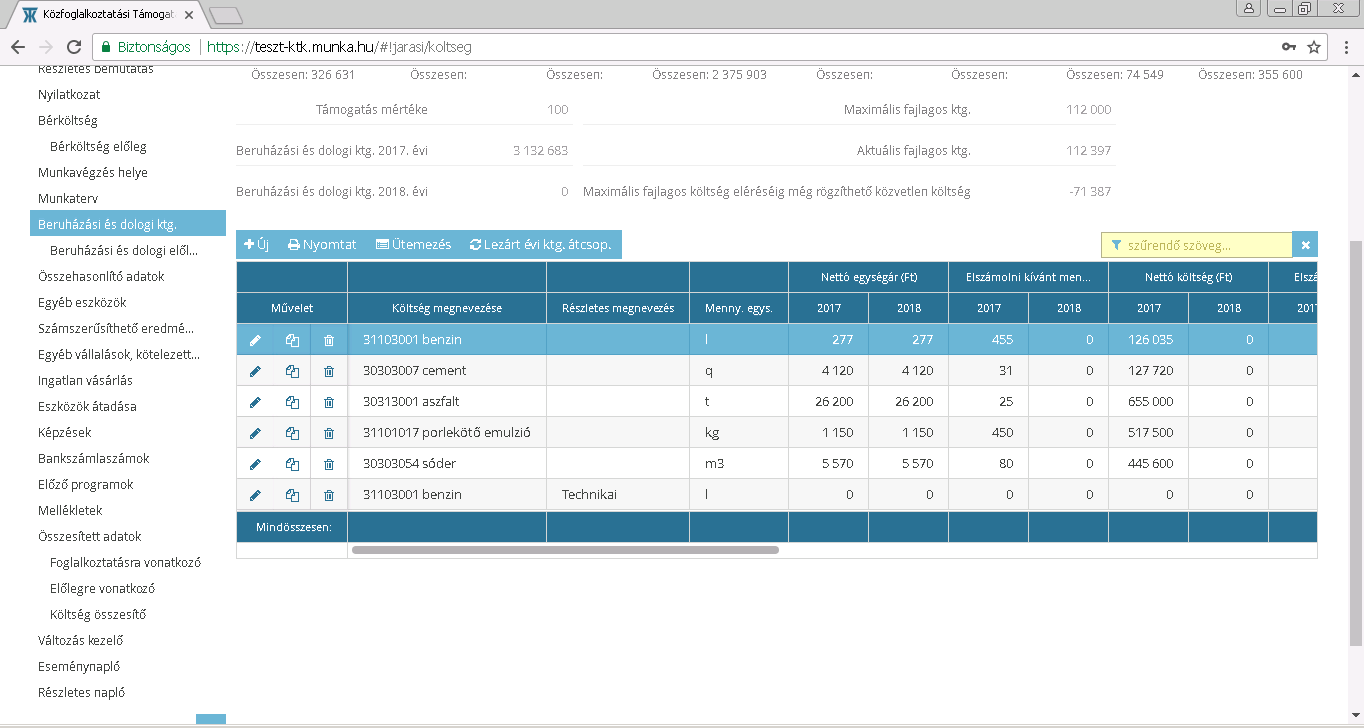 Közfoglalkoztatási Támogat
Biztonságos https://teszt-ktk.munka.hu/#!jarasi/koltseg
Részletes bemutatás
Nyilatkozat
Bérköltség
Bérköltség előleg
Munkavégzés helye
Munkaterv
Beruházási és dologi ktg.
Beruházási és dologi elől...
Összehasonlító adatok
Egyéb eszközök
Számszerűsíthető eredmé...
Egyéb vállalások, kötelezett...
Ingatlan vásárlás
Eszközök átadása
Képzések
Bankszámlaszámok
Előző programok
Mellékletek
Összesített adatok
Foglalkoztatásra vonatkozó
Előlegre vonatkozó
Költség összesítő
Változás kezelő
Eseménynapló
Részletes napló
Összesen: 326 631 Összesen: Összesen: Összesen: 2 375 903 Összesen: Összesen: Összesen: 74 549 Összesen: 355 600
Támogatás mértéke 100 Maximális fajlagos ktg. 112 000
Beruházási és dologi ktg. 2017. évi 3 132 683 Aktuális fajlagos ktg. 112 397
Beruházási és dologi ktg. 2018. évi 0 Maximális fajlagos költség eléréséig még rögzíthető közvetlen költség -71 387
Új Nyomtat Ütemezés Lezárt évi ktg. átcsop. szűrendő szöveg...
Nettó egységár (Ft) Elszámolni kívánt men... Nettó költség (Ft) Elszá
Művelet Költség megnevezése Részletes megnevezés Menny. egys. 2017 2018 2017 2018 2017 2018 2017
31103001 benzin l 277 277 455 0 126 035 0
30303007 cement q 4 120 4 120 31 0 127 720 0
30313001 aszfalt t 26 200 26 200 25 0 655 000 0
31101017 porlekötő emulzió kg 1 150 1 150 450 0 517 500 0
30303054 sóder m3 5 570 5 570 80 0 445 600 0
31103001 benzin Technikai l 0 0 0 0 0 0
Mindösszesen: